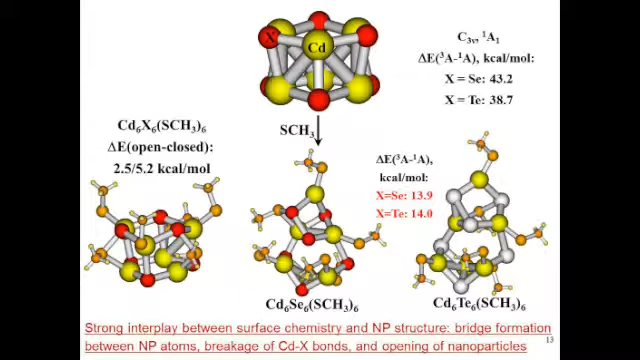 X
Cd
C3v, ¹A1
ΔE(³A-¹A), kcal/mol:
X = Se: 43.2
X = Te: 38.7
Cd6X6(SCH3)6
ΔE(open-closed):
2.5/5.2 kcal/mol
SCH3
ΔE(³A-¹A),
kcal/mol:
X=Se: 13.9
X=Te: 14.0
Cd6Se6(SCH3)6
Cd6Te6(SCH3)6
Strong interplay between surface chemistry and NP structure: bridge formation
between NP atoms, breakage of Cd-X bonds, and opening of nanoparticles
13